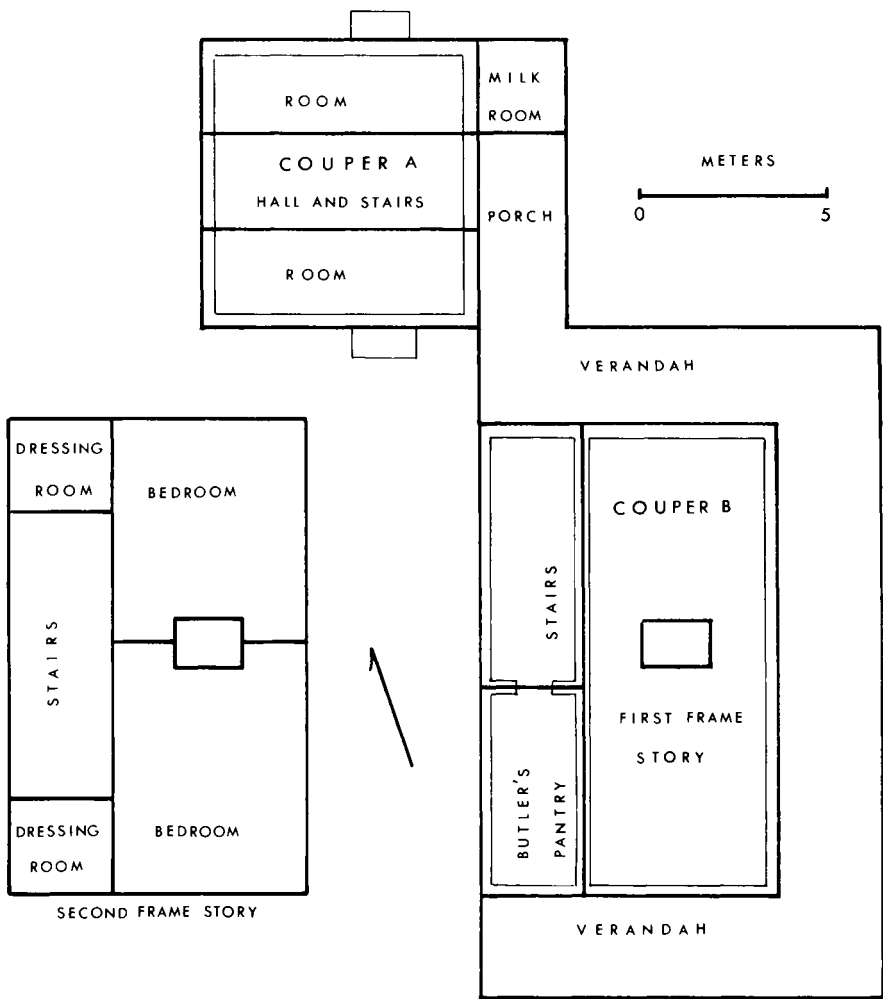 ROOM
MILK
ROOM
COUPER A
HALL AND STAIRS
METERS
0 5
PORCH
ROOM
VERANDAH
DRESSING
ROOM
BEDROOM
STAIRS
DRESSING
ROOM
BEDROOM
SECOND FRAME STORY
COUPER B
STAIRS
FIRST FRAME
STORY
BUTLER'S
PANTRY
VERANDAH